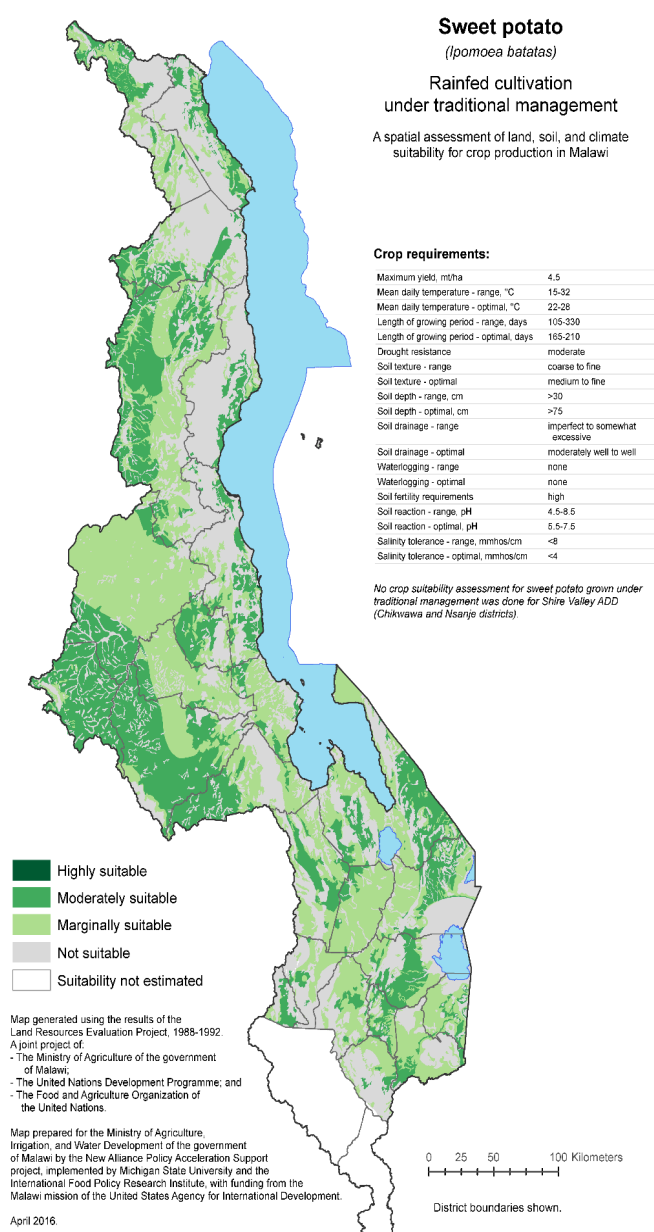 Sweet potato
(Ipomoea batatas)
Rainfed cultivation
under traditional management
A spatial assessment of land, soil, and climate
suitability for crop production in Malawi
Crop requirements:
Maximum yield, mt/ha 4.5
Mean daily temperature - range, °C 15-32
Mean daily temperature - optimal, °C 22-28
Length of growing period - range, days 105-330
Length of growing period - optimal, days 165-210
Drought resistance moderate
Soil texture - range coarse to fine
Soil texture - optimal medium to fine
Soil depth - range, cm >30
Soil depth - optimal, cm >75
Soil drainage - range imperfect to somewhat
excessive
Soil drainage - optimal moderately well to well
Waterlogging - range none
Waterlogging - optimal none
Soil fertility requirements high
Soil reaction - range, pH 4.5-8.5
Soil reaction - optimal, pH 5.5-7.5
Salinity tolerance - range, mmhos/cm <8
Salinity tolerance - optimal, mmhos/cm <4
No crop suitability assessment for sweet potato grown under
traditional management was done for Shire Valley ADD
(Chikwawa and Nsanje districts).
Highly suitable
Moderately suitable
Marginally suitable
Not suitable
Suitability not estimated
Map generated using the results of the
Land Resources Evaluation Project, 1988-1992.
A joint project of:
- The Ministry of Agriculture of the government
of Malawi;
- The United Nations Development Programme; and
- The Food and Agriculture Organization of
the United Nations.
Map prepared for the Ministry of Agriculture,
Irrigation, and Water Development of the government
of Malawi by the New Alliance Policy Acceleration Support
project, implemented by Michigan State University and the
International Food Policy Research Institute, with funding from the
Malawi mission of the United States Agency for International Development.
April 2016.
0 25 50 100 Kilometers
District boundaries shown.